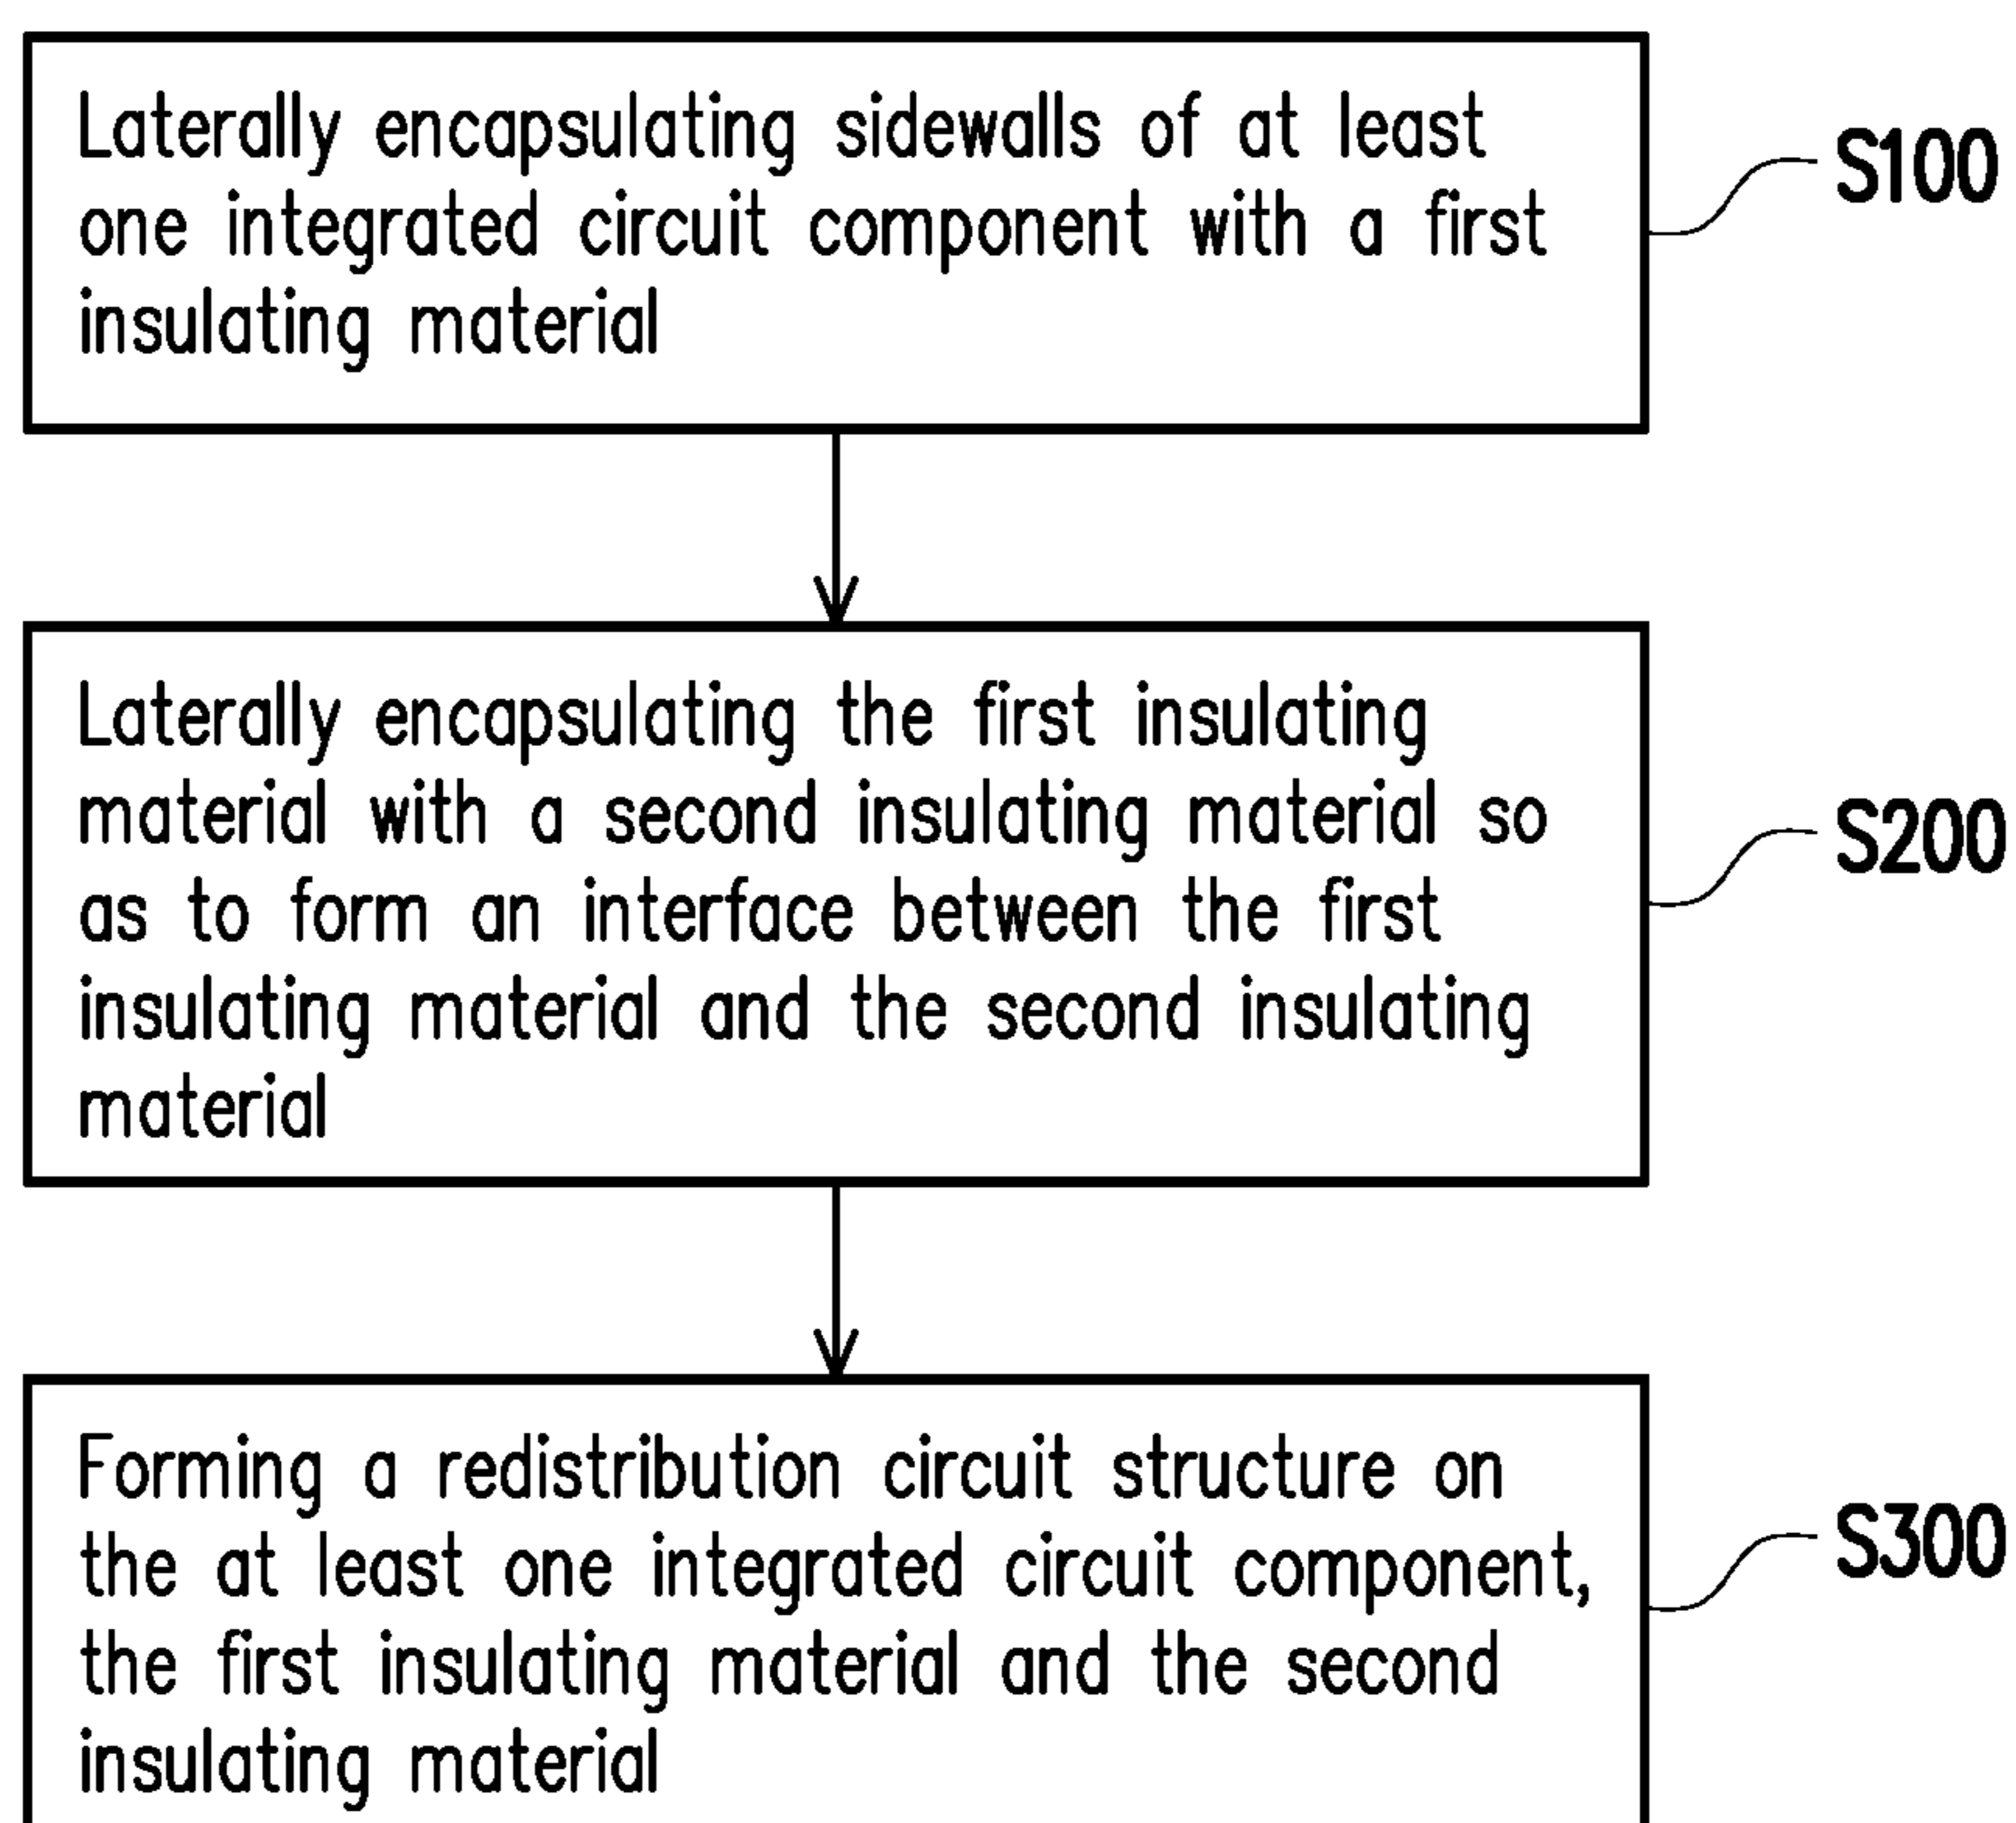 Laterally encapsulating sidewalls of at least
one integrated circuit component with a first
insulating material
S100
Laterally encapsulating the first insulating
material with a second insulating material so
as to form an interface between the first
insulating material and the second insulating
material
S200
Forming a redistribution circuit structure on
the at least one integrated circuit component,
the first insulating material and the second
insulating material
S300